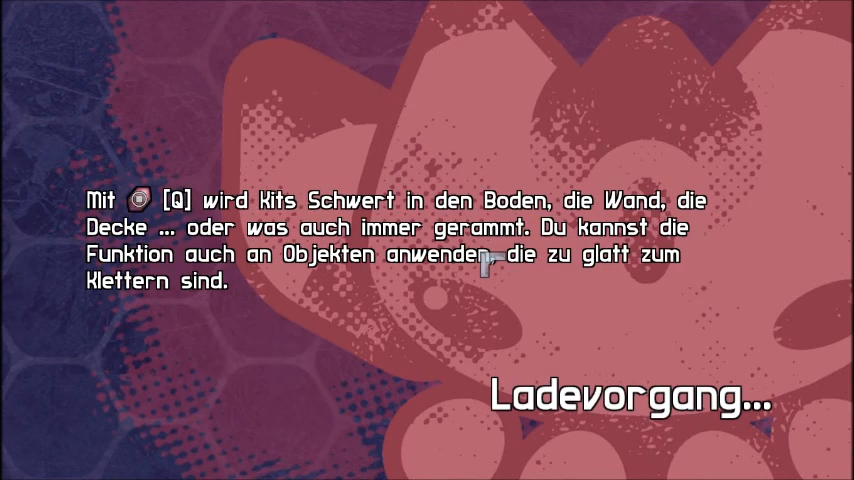 Mit [Q] wird Kits Schwert in den Boden, die Wand, die
Decke ... oder was auch immer gerammt. Du kannst die
Funktion auch an Objekten anwenden, die zu glatt zum
Klettern sind.
Ladevorgang...